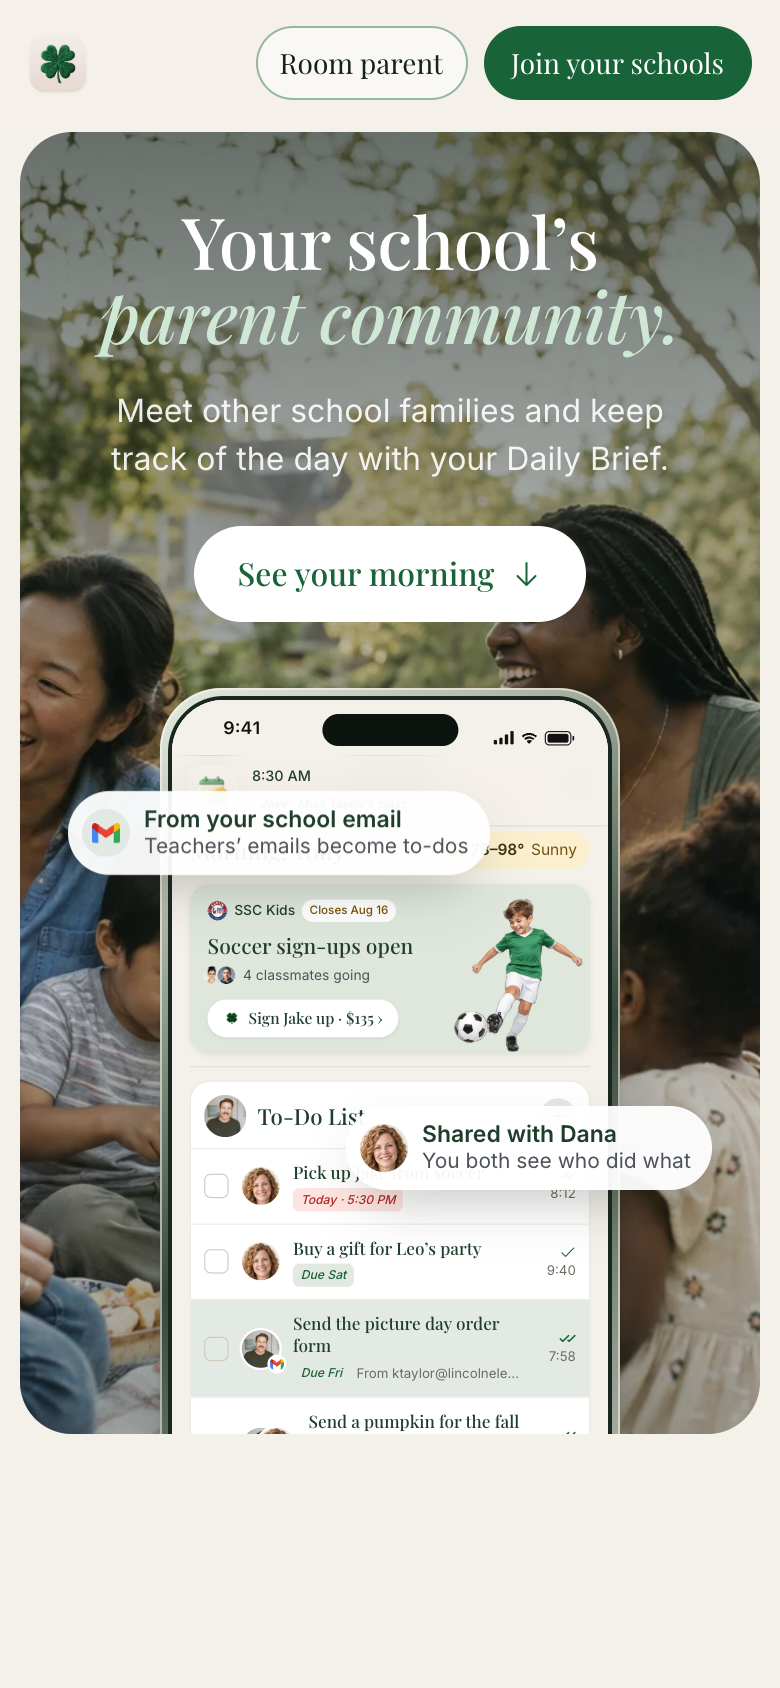 Room parent
Join your schools
Your school’s
parent community.
Meet other school families and keep
track of the day with your Daily Brief.
See your morning ↓
9:41
8:30 AM
From your school email
Teachers’ emails become to-dos
–98° Sunny
SSC Kids
Closes Aug 16
Soccer sign-ups open
4 classmates going
Sign Jake up · $135 ›
To-Do List
Shared with Dana
You both see who did what
Pick up Jake from soccer
Today · 5:30 PM
8:12
Buy a gift for Leo’s party
Due Sat
9:40
Send the picture day order
form
7:58
Due Fri
From ktaylor@lincolnele...
Send a pumpkin for the fall